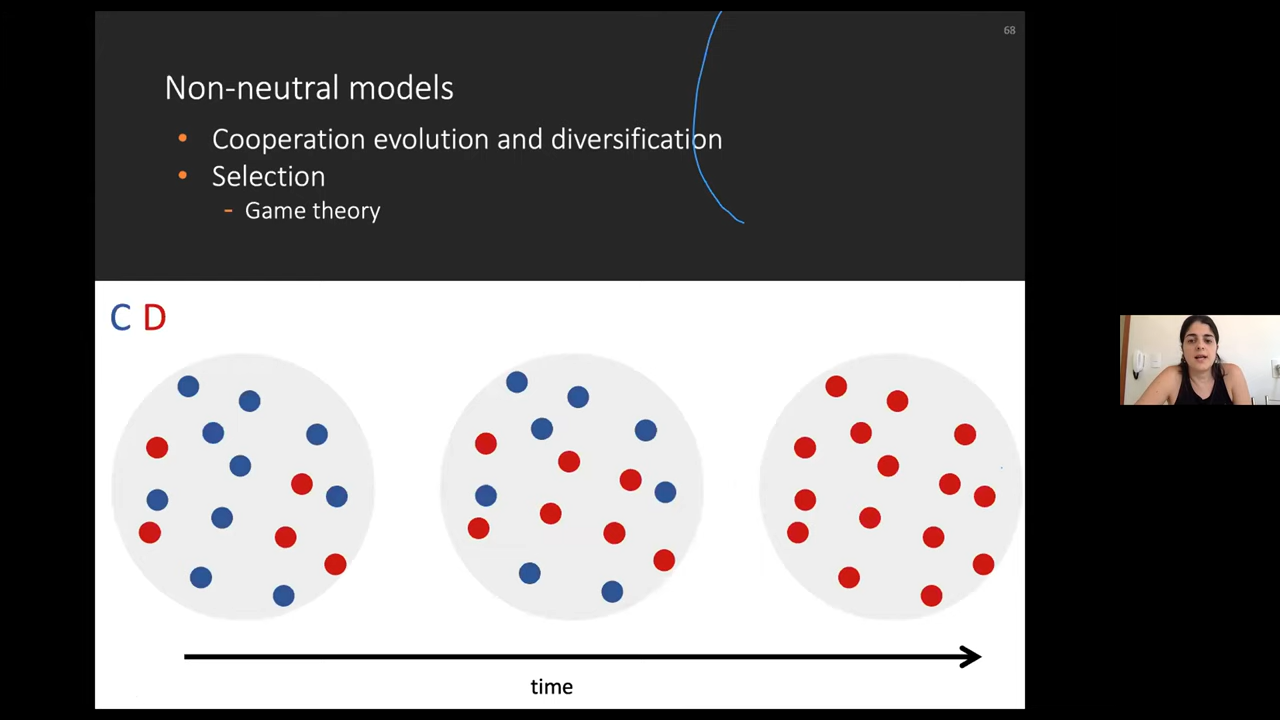 68
Non-neutral models
• Cooperation evolution and diversification
• Selection
- Game theory
C D
time